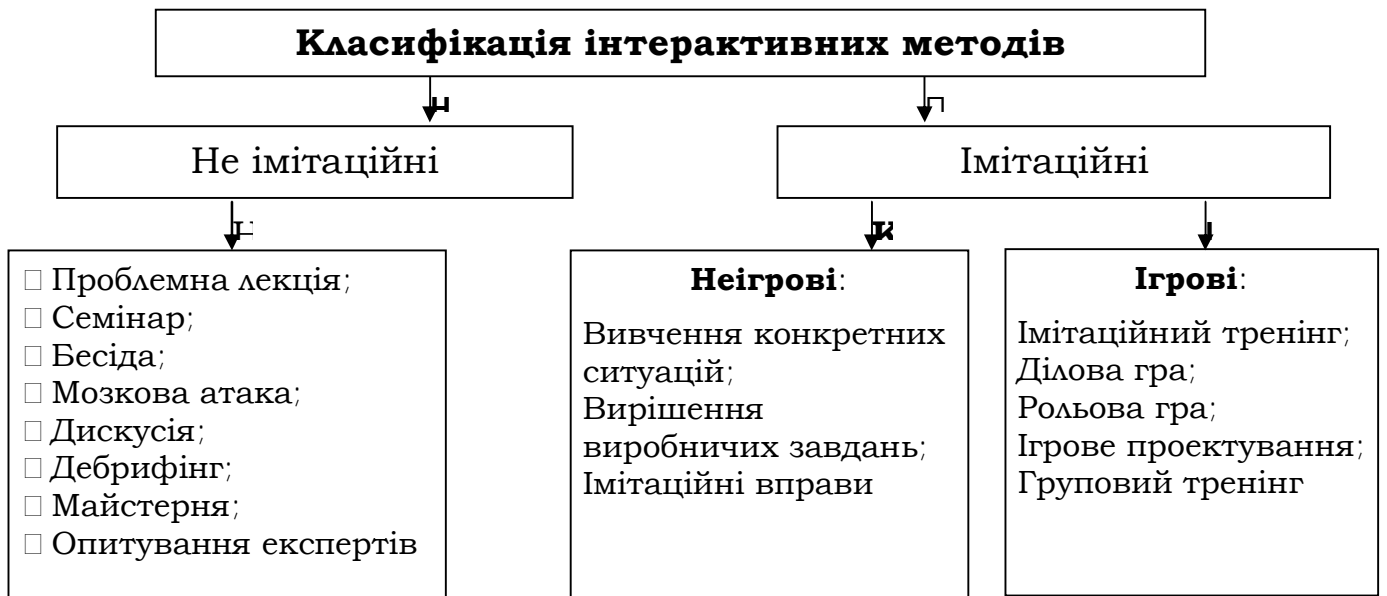 Класифікація інтерактивних методів
Не імітаційні
Імітаційні
Проблемна лекція;
Семінар;
Бесіда;
Мозкова атака;
Дискусія;
Дебрифінг;
Майстерня;
Опитування експертів
Неігрові:
Вивчення конкретних
ситуацій;
Вирішення
виробничих завдань;
Імітаційні вправи
Ігрові:
Імітаційний тренінг;
Ділова гра;
Рольова гра;
Ігрове проектування;
Груповий тренінг